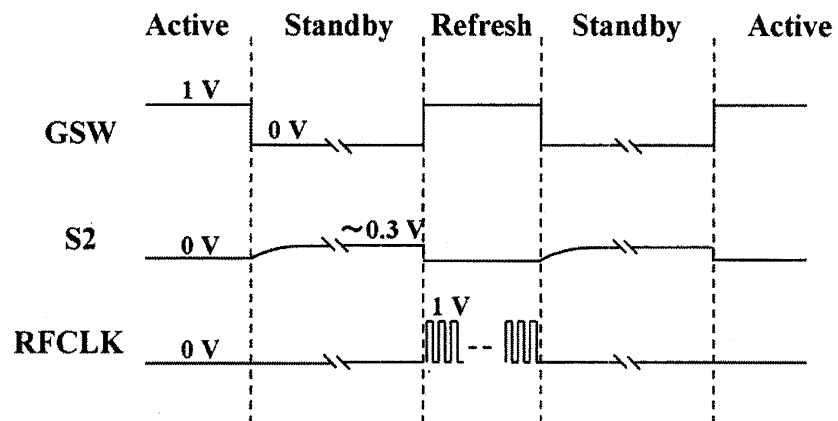 Active Standby Refresh Standby Active
1 V
GSW 0 V
S2 0 V ~0.3 V
1 V
RFCLK 0 V